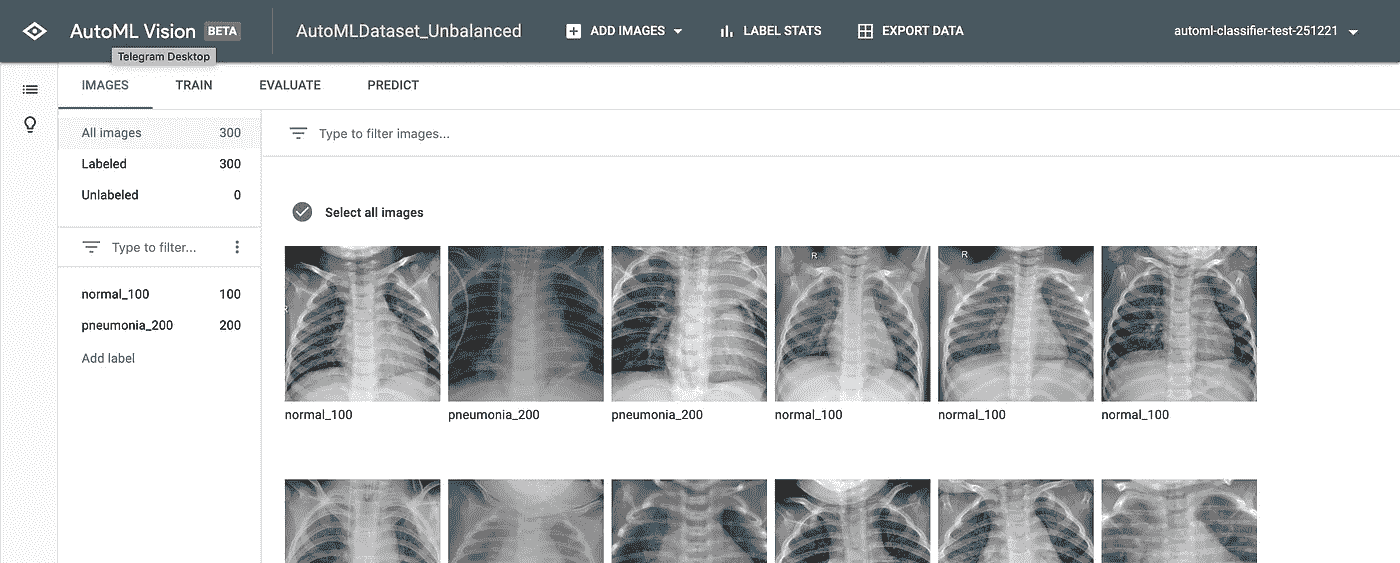 AutoML Vision BETA
AutoMLDataset_Unbalanced
ADD IMAGES
LABEL STATS
EXPORT DATA
automl-classifier-test-251221
Telegram Desktop
IMAGES
TRAIN
EVALUATE
PREDICT
All images 300
Labeled 300
Unlabeled 0
Type to filter...
normal_100 100
pneumonia_200 200
Add label
Type to filter images...
Select all images
R
R
R
normal_100
pneumonia_200
pneumonia_200
normal_100
normal_100
normal_100